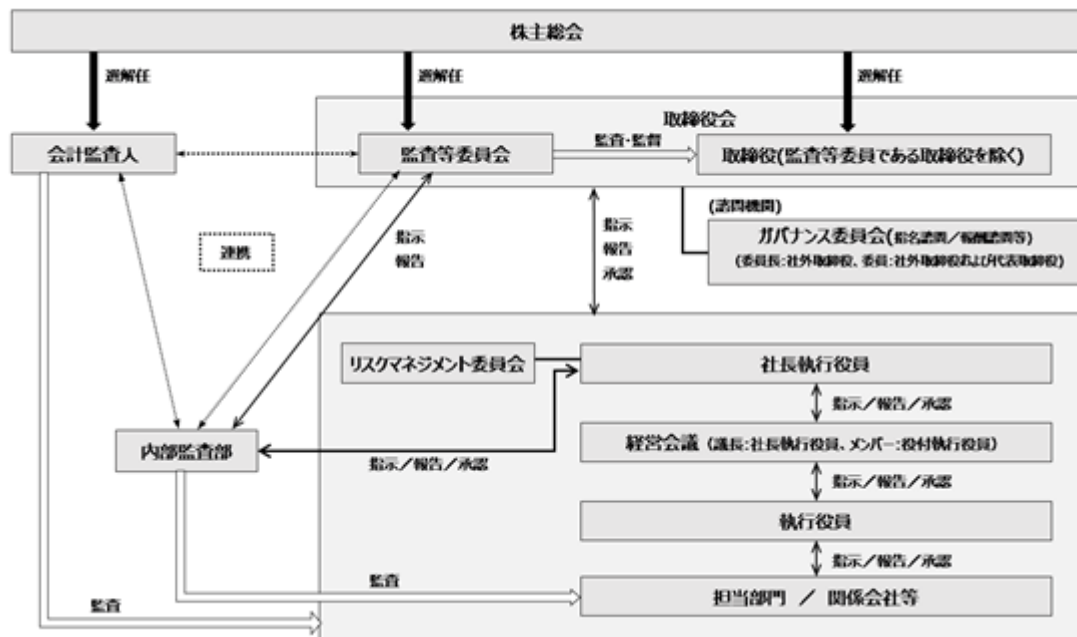 株主総会
選解任
選解任
選解任
取締役会
会計監査人
監査等委員会
監査・監督
取締役(監査等委員である取締役を除く)
(諮問機関)
ガバナンス委員会(指名諮問／報酬諮問等)
(委員長:社外取締役、委員:社外取締役および代表取締役)
連携
指示
報告
指示
報告
承認
リスクマネジメント委員会
社長執行役員
指示／報告／承認
内部監査部
経営会議（議長:社長執行役員、メンバー:役付執行役員）
指示／報告／承認
指示／報告／承認
執行役員
指示／報告／承認
監査
担当部門 ／ 関係会社等
監査